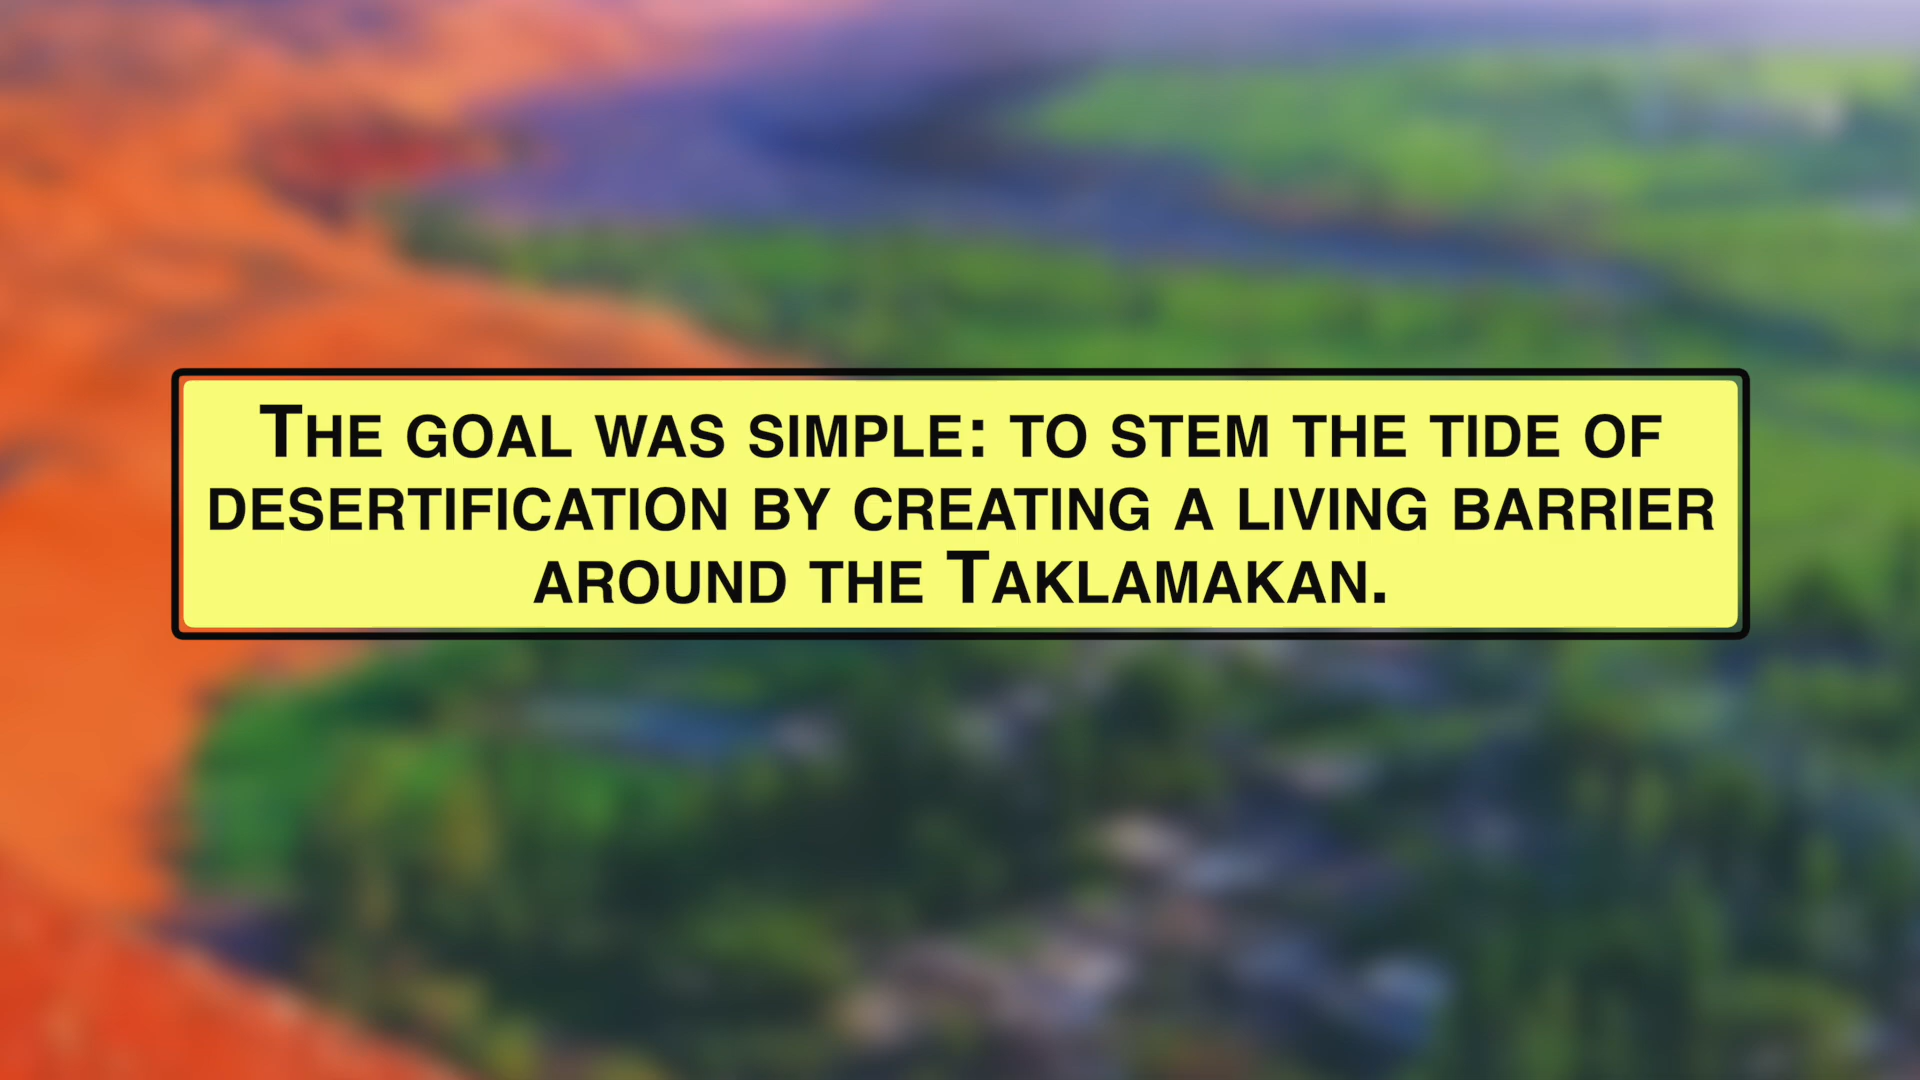 The goal was simple: to stem the tide of
desertification by creating a living barrier
around the Taklamakan.